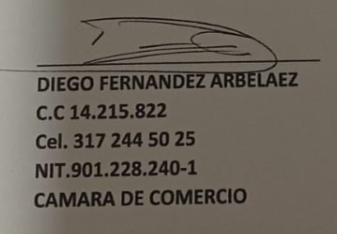 DIEGO FERNANDEZ ARBELAEZ
C.C 14.215.822
Cel. 317 244 50 25
NIT.901.228.240-1
CAMARA DE COMERCIO